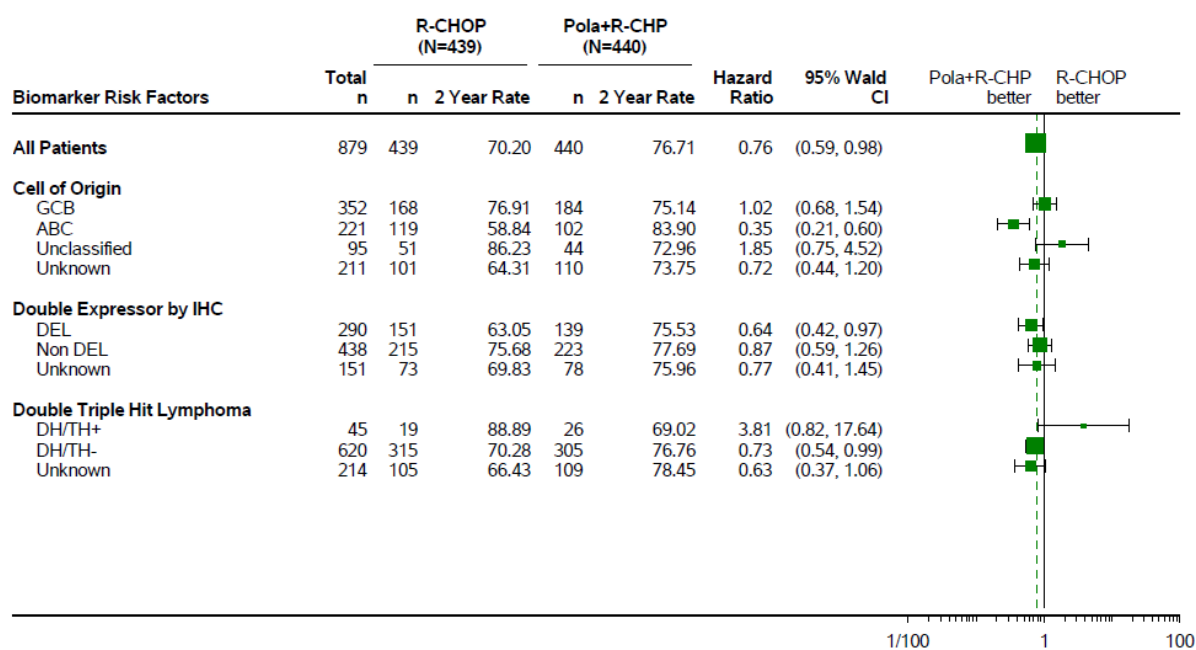 R-CHOP Pola+R-CHP
(N=439) (N=440)
Total Hazard 95% Wald Pola+R-CHP R-CHOP
Biomarker Risk Factors n n 2 Year Rate n 2 Year Rate Ratio CI better better
All Patients 879 439 70.20 440 76.71 0.76 (0.59, 0.98)
Cell of Origin
GCB 352 168 76.91 184 75.14 1.02 (0.68, 1.54)
ABC 221 119 58.84 102 83.90 0.35 (0.21, 0.60)
Unclassified 95 51 86.23 44 72.96 1.85 (0.75, 4.52)
Unknown 211 101 64.31 110 73.75 0.72 (0.44, 1.20)
Double Expressor by IHC
DEL 290 151 63.05 139 75.53 0.64 (0.42, 0.97)
Non DEL 438 215 75.68 223 77.69 0.87 (0.59, 1.26)
Unknown 151 73 69.83 78 75.96 0.77 (0.41, 1.45)
Double Triple Hit Lymphoma
DH/TH+ 45 19 88.89 26 69.02 3.81 (0.82, 17.64)
DH/TH- 620 315 70.28 305 76.76 0.73 (0.54, 0.99)
Unknown 214 105 66.43 109 78.45 0.63 (0.37, 1.06)
1/100 1 100